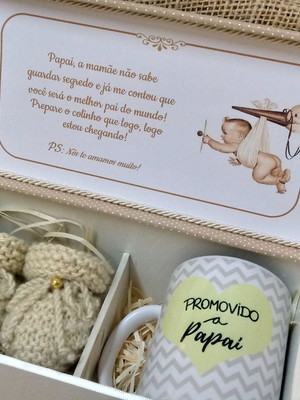 Papai, a mamãe não sabe
guardar segredo e já me contou que
você será o melhor pai do mundo!
Prepare o colinho que logo, logo
estou chegando!
PS: Nós te amamos muito!
PROMOVIDO
a
Papai